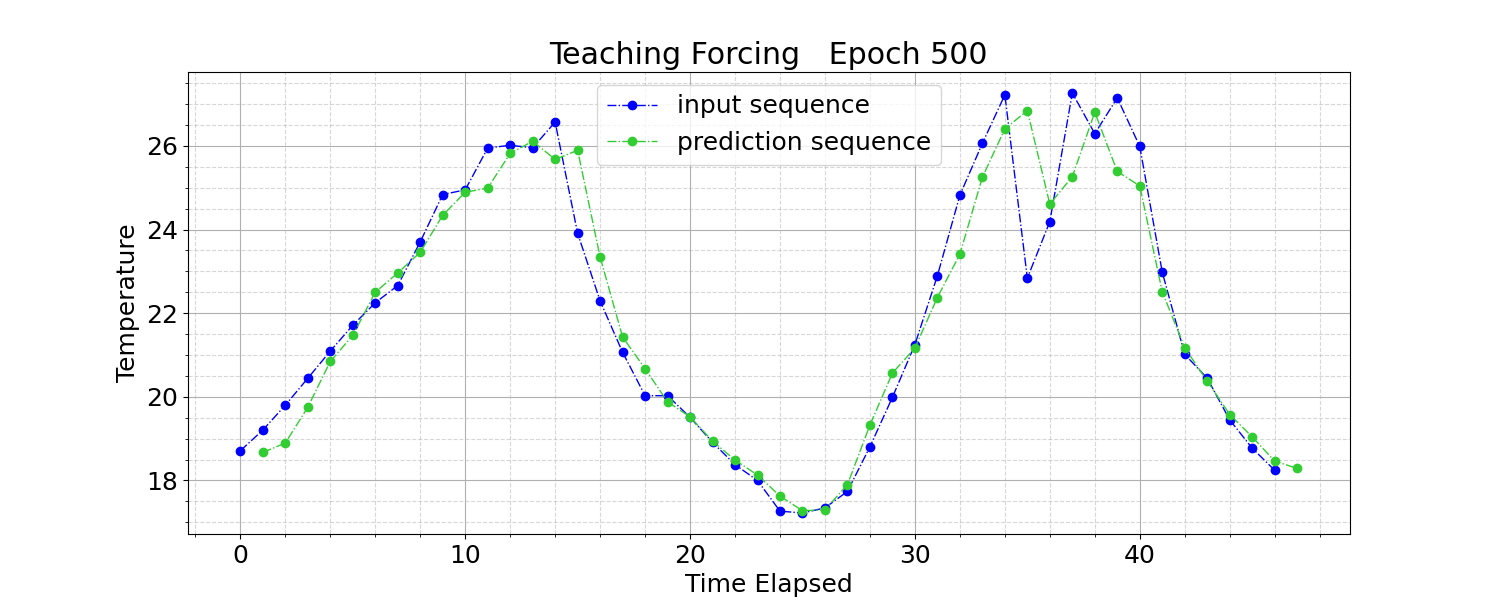 Teaching Forcing   Epoch 500
input sequence
prediction sequence
26
24
22
20
18
Temperature
0 10 20 30 40
Time Elapsed